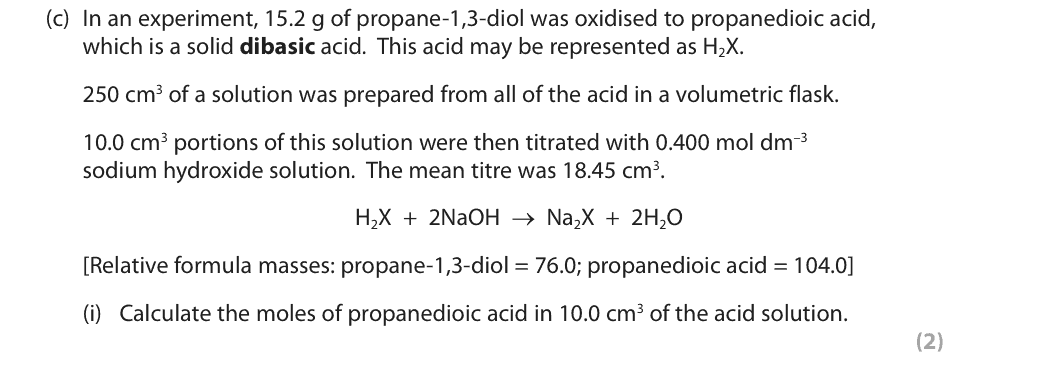 (c) In an experiment, 15.2 g of propane-1,3-diol was oxidised to propanedioic acid,
which is a solid dibasic acid. This acid may be represented as H₂X.
250 cm³ of a solution was prepared from all of the acid in a volumetric flask.
10.0 cm³ portions of this solution were then titrated with 0.400 mol dm⁻³
sodium hydroxide solution. The mean titre was 18.45 cm³.
H₂X + 2NaOH → Na₂X + 2H₂O
[Relative formula masses: propane-1,3-diol = 76.0; propanedioic acid = 104.0]
(i) Calculate the moles of propanedioic acid in 10.0 cm³ of the acid solution.
(2)